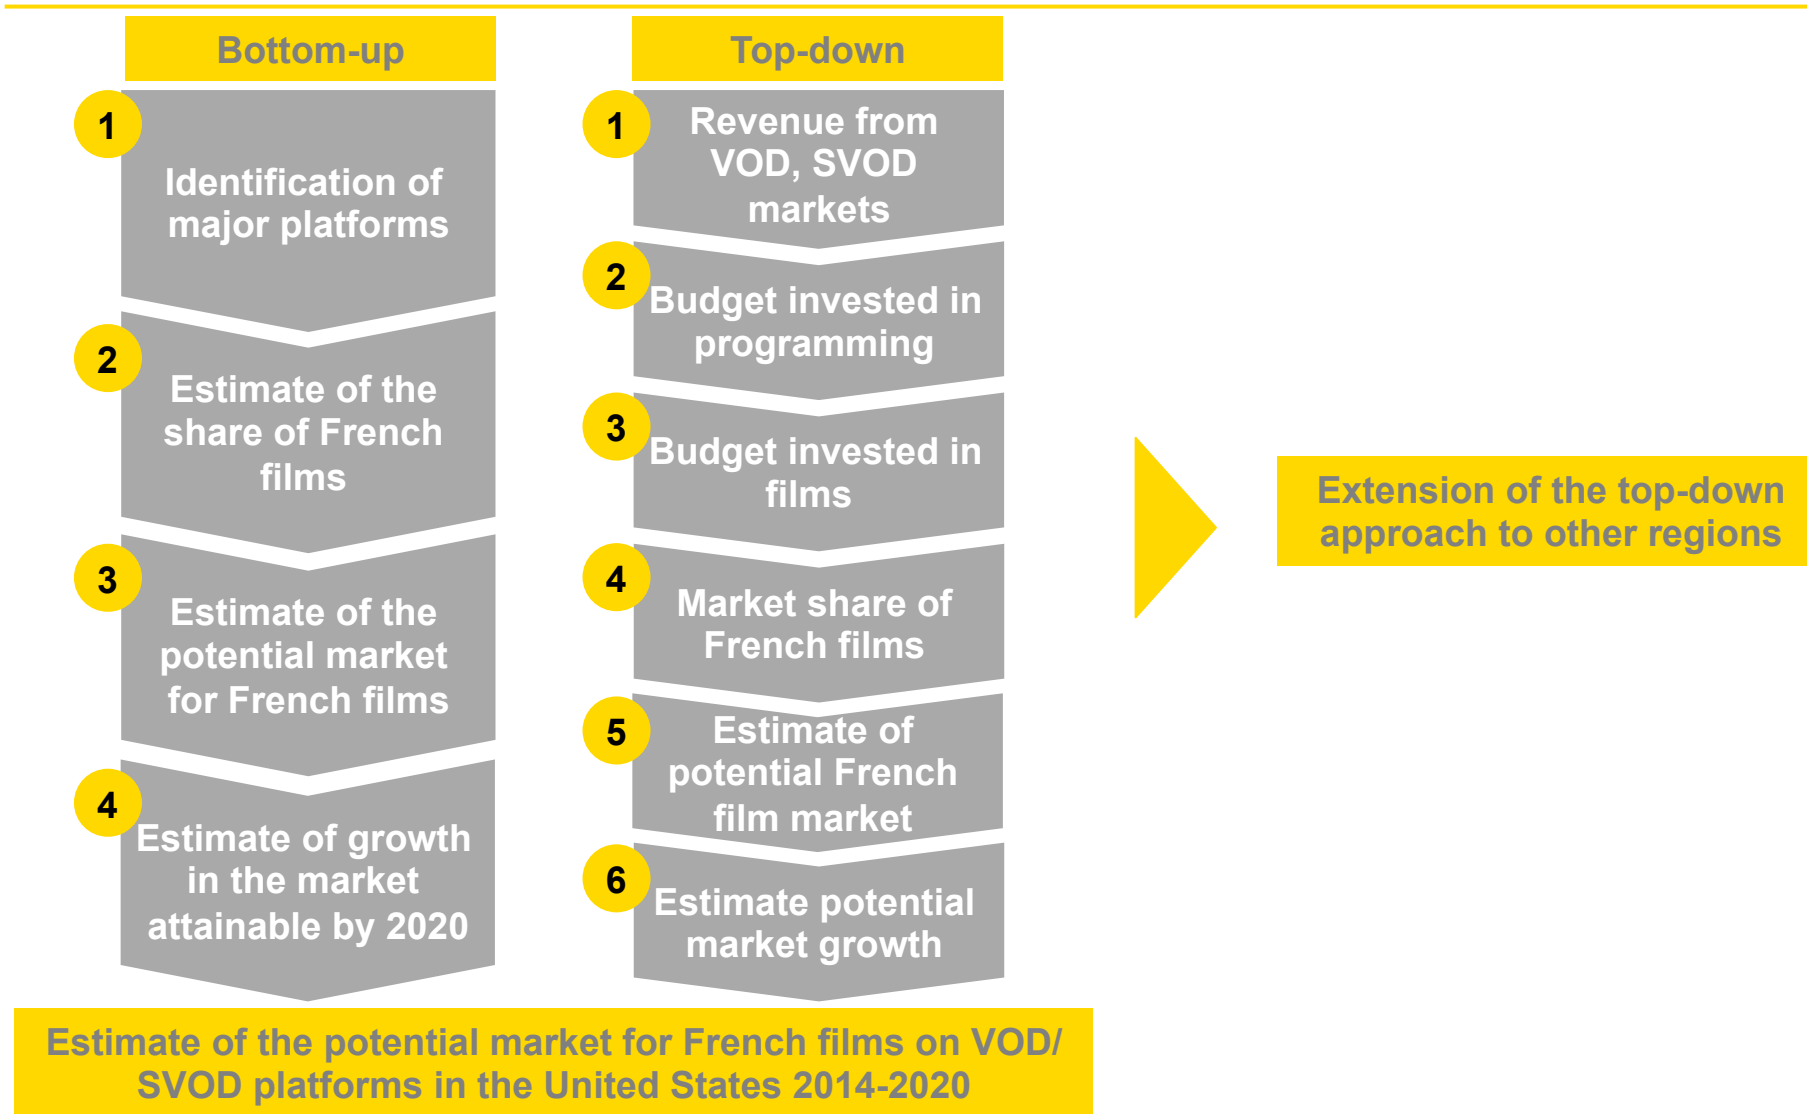 Bottom-up
1
Identification of
major platforms
2
Estimate of the
share of French
films
3
Estimate of the
potential market
for French films
4
Estimate of growth
in the market
attainable by 2020
Top-down
1
Revenue from
VOD, SVOD
markets
2
Budget invested in
programming
3
Budget invested in
films
4
Market share of
French films
5
Estimate of
potential French
film market
6
Estimate potential
market growth
Extension of the top-down
approach to other regions
Estimate of the potential market for French films on VOD/
SVOD platforms in the United States 2014-2020